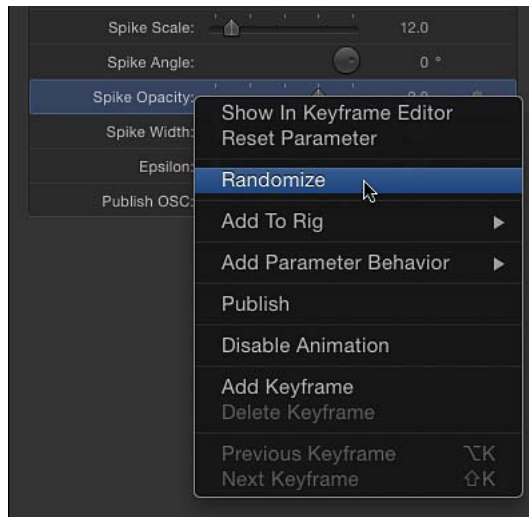 Spike Scale: 12.0
Spike Angle: 0 °
Spike Opacity:
Show In Keyframe Editor
Reset Parameter
Spike Width:
Epsilon:
Randomize
Publish OSC:
Add To Rig
Add Parameter Behavior
Publish
Disable Animation
Add Keyframe
Delete Keyframe
Previous Keyframe ⌥K
Next Keyframe ⇧K